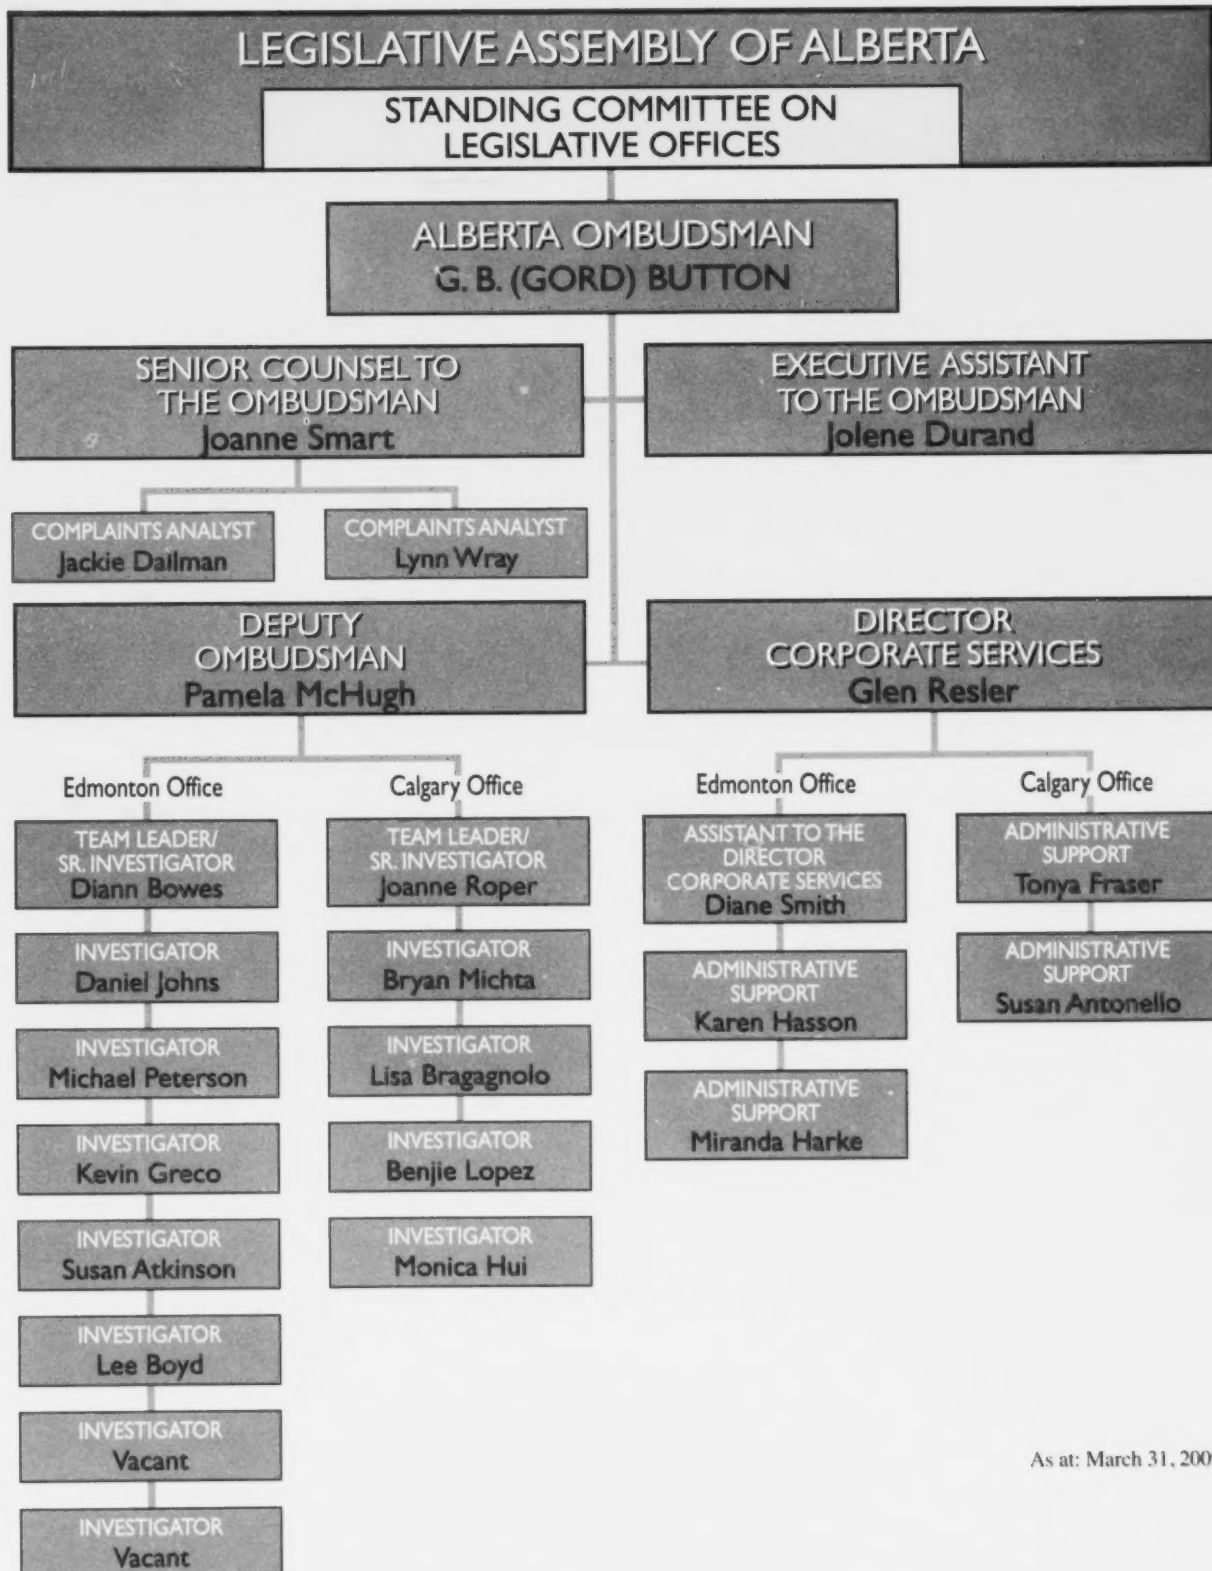 LEGISLATIVE ASSEMBLY OF ALBERTA
STANDING COMMITTEE ON
LEGISLATIVE OFFICES
ALBERTA OMBUDSMAN
G. B. (GORD) BUTTON
SENIOR COUNSEL TO
THE OMBUDSMAN
Joanne Smart
EXECUTIVE ASSISTANT
TO THE OMBUDSMAN
Jolene Durand
COMPLAINTS ANALYST
Jackie Dallman
COMPLAINTS ANALYST
Lynn Wray
DEPUTY
OMBUDSMAN
Pamela McHugh
DIRECTOR
CORPORATE SERVICES
Glen Resler
Edmonton Office
TEAM LEADER/
SR. INVESTIGATOR
Diann Bowes
INVESTIGATOR
Daniel Johns
INVESTIGATOR
Michael Peterson
INVESTIGATOR
Kevin Greco
INVESTIGATOR
Susan Atkinson
INVESTIGATOR
Lee Boyd
INVESTIGATOR
Vacant
INVESTIGATOR
Vacant
Calgary Office
TEAM LEADER/
SR. INVESTIGATOR
Joanne Roper
INVESTIGATOR
Bryan Michta
INVESTIGATOR
Lisa Bragagnolo
INVESTIGATOR
Benjie Lopez
INVESTIGATOR
Monica Hui
Edmonton Office
ASSISTANT TO THE
DIRECTOR
CORPORATE SERVICES
Diane Smith
ADMINISTRATIVE
SUPPORT
Karen Hasson
ADMINISTRATIVE
SUPPORT
Miranda Harke
Calgary Office
ADMINISTRATIVE
SUPPORT
Tonya Fraser
ADMINISTRATIVE
SUPPORT
Susan Antonello
As at: March 31,